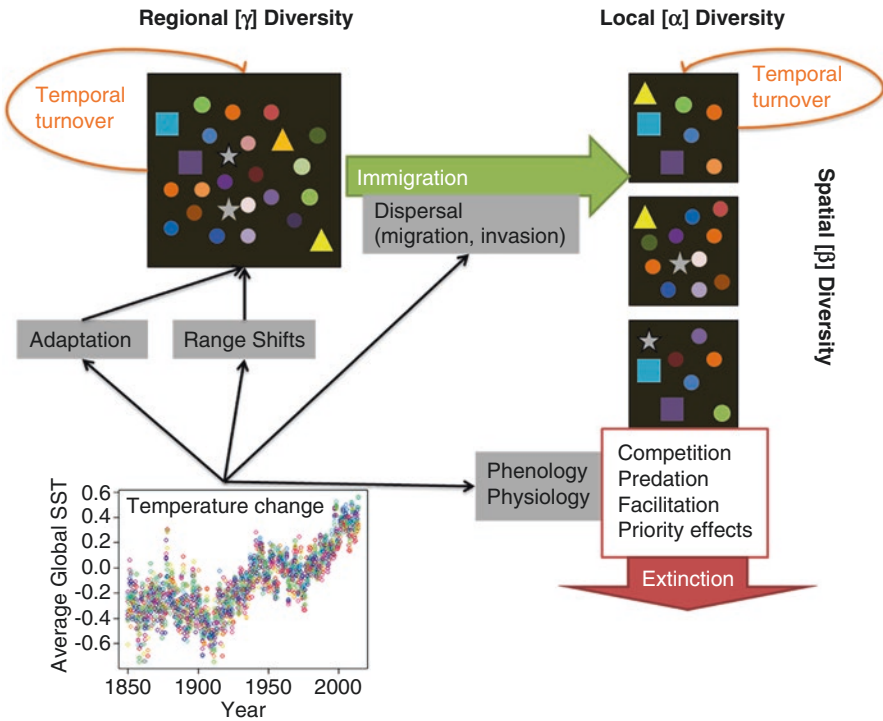 Regional [γ] Diversity
Local [α] Diversity
Temporal
turnover
Temporal
turnover
Immigration
Dispersal
(migration, invasion)
Spatial [β] Diversity
Adaptation
Range Shifts
Phenology
Physiology
Competition
Predation
Facilitation
Priority effects
Extinction
Temperature change
Average Global SST
0.6
0.4
0.2
0.0
-0.2
-0.4
-0.6
1850
1900
1950
2000
Year